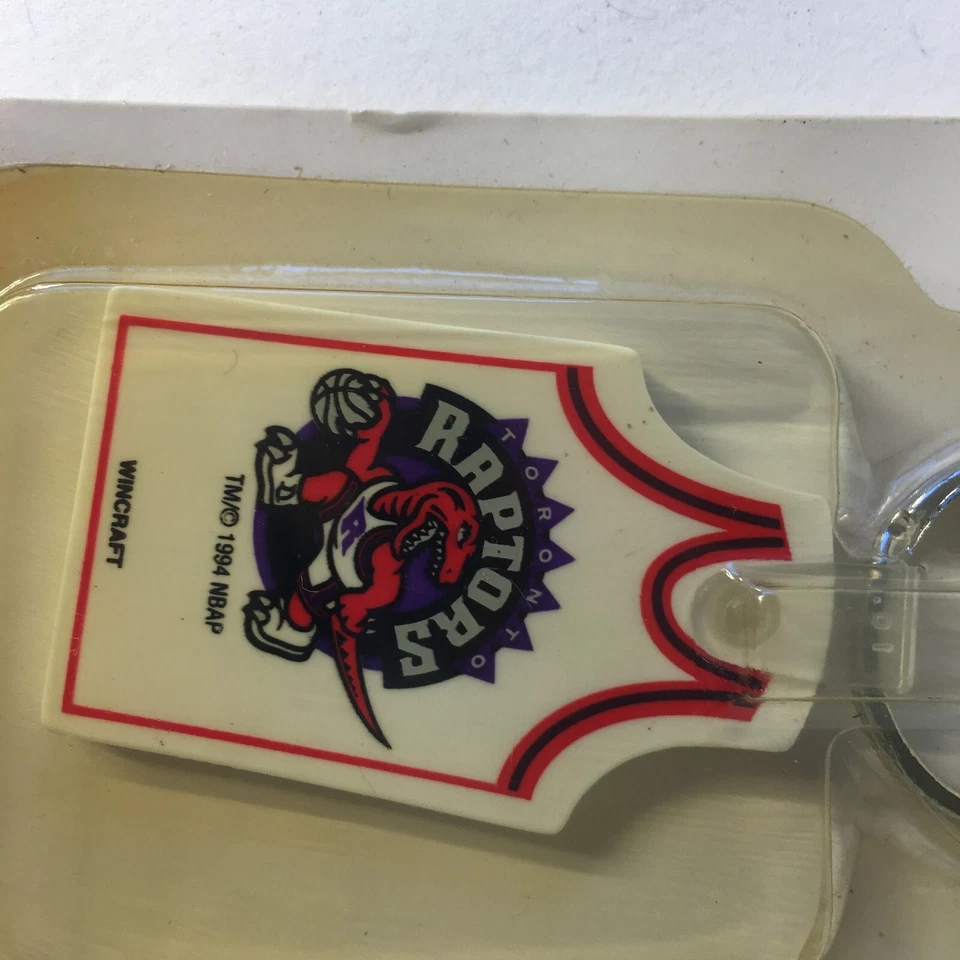 TORONTO
RAPTORS
R
TM/© 1994 NBAP
WINCRAFT